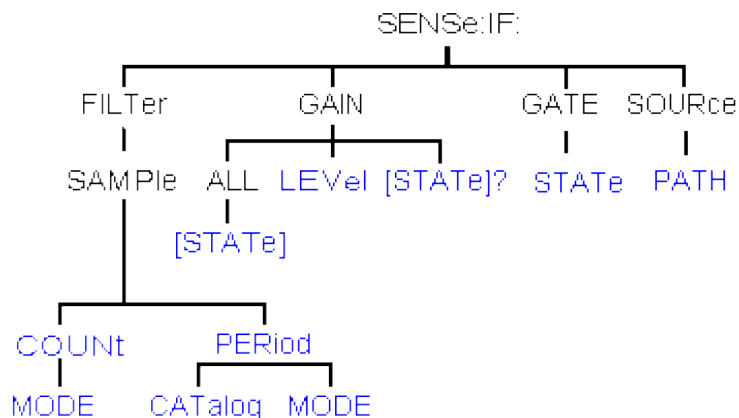 SENSe:IF:
FILTer GAIN GATE SOURce
SAMPle ALL LEVel [STATe]? STATe PATH
[STATe]
COUNt PERiod
MODE CATalog MODE